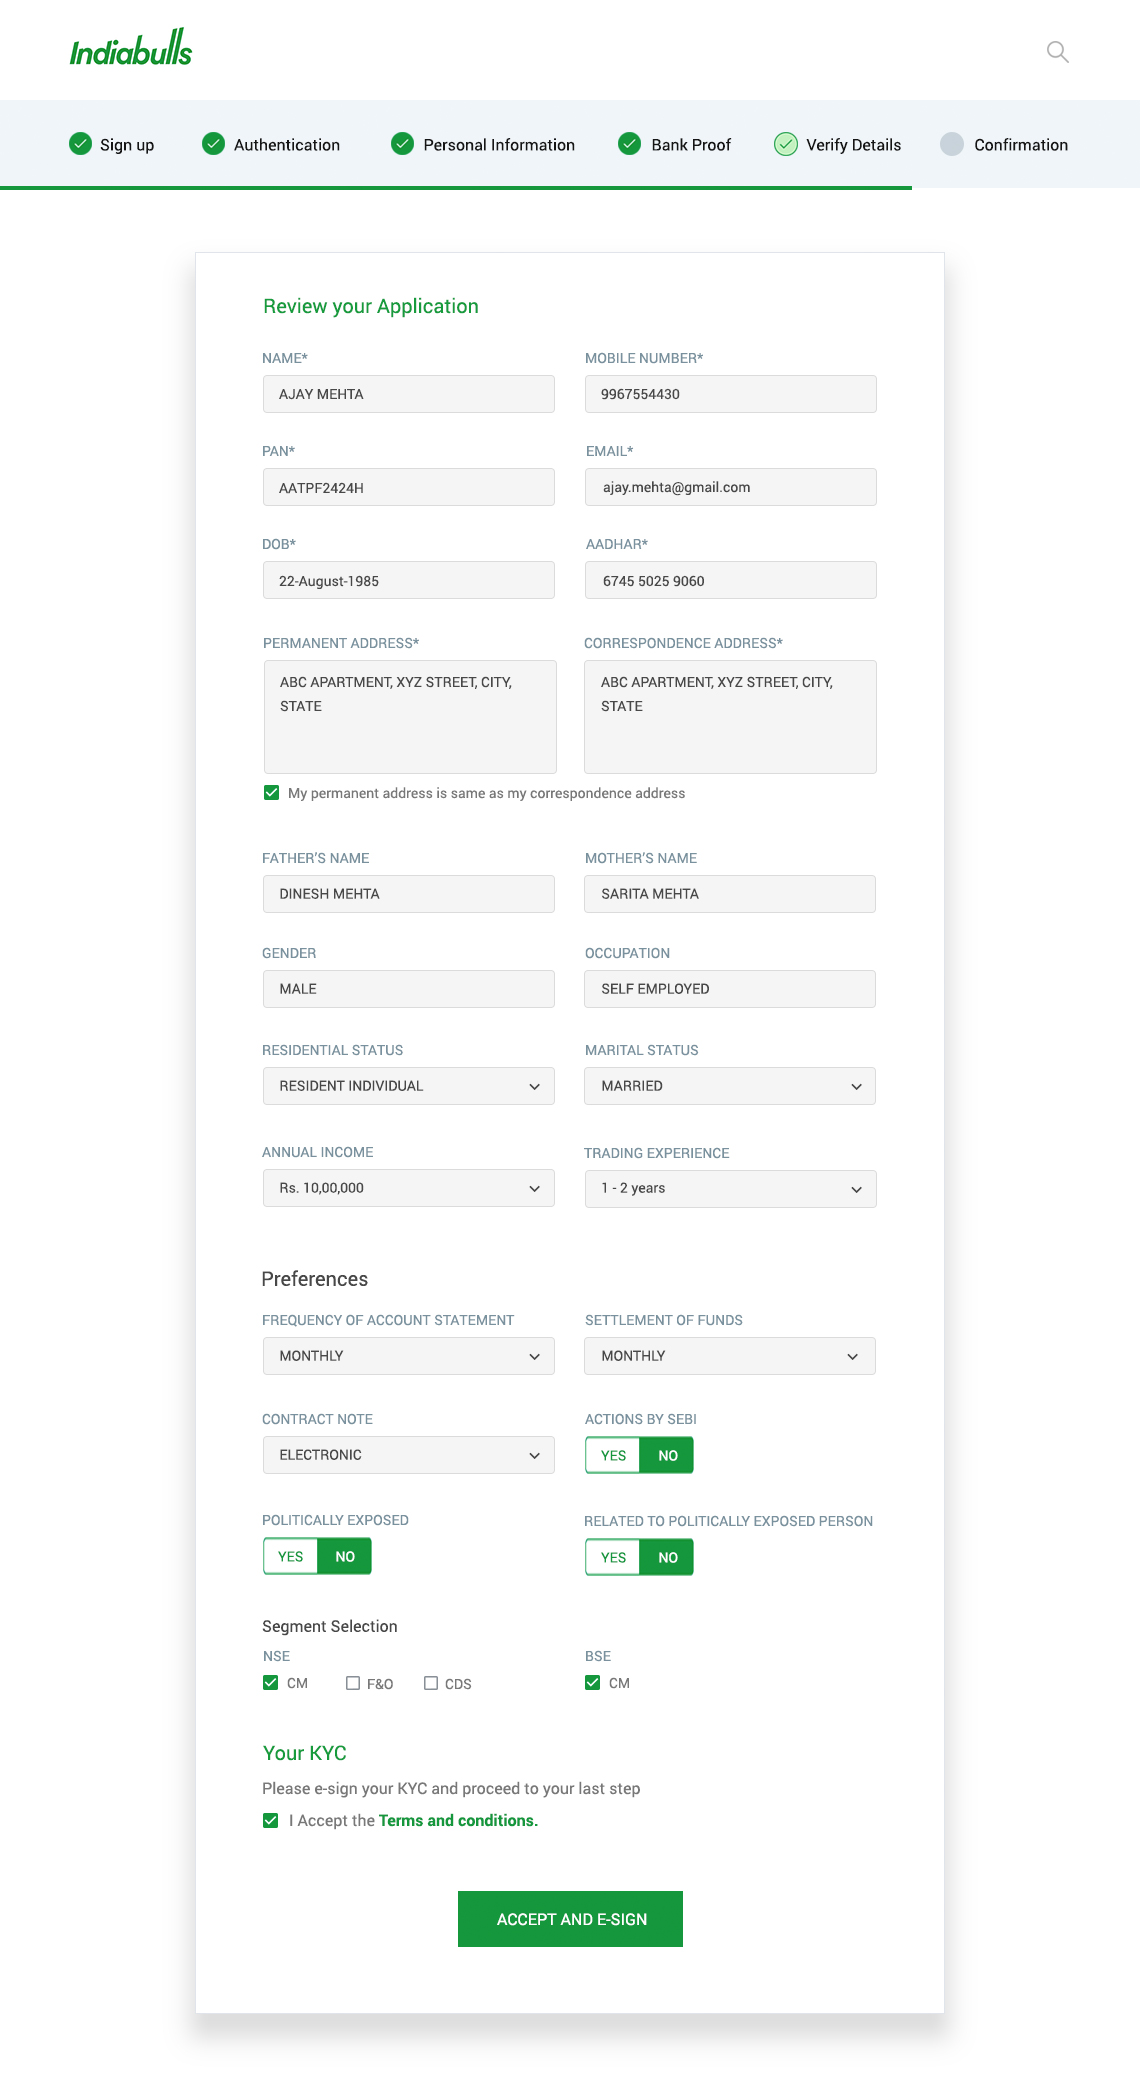 Indiabulls
Sign up Authentication Personal Information Bank Proof Verify Details Confirmation
Review your Application
NAME* MOBILE NUMBER*
AJAY MEHTA 9967554430
PAN* EMAIL*
AATPF2424H ajay.mehta@gmail.com
DOB* AADHAR*
22-August-1985 6745 5025 9060
PERMANENT ADDRESS* CORRESPONDENCE ADDRESS*
ABC APARTMENT, XYZ STREET, CITY, ABC APARTMENT, XYZ STREET, CITY,
STATE STATE
My permanent address is same as my correspondence address
FATHER'S NAME MOTHER'S NAME
DINESH MEHTA SARITA MEHTA
GENDER OCCUPATION
MALE SELF EMPLOYED
RESIDENTIAL STATUS MARITAL STATUS
RESIDENT INDIVIDUAL MARRIED
ANNUAL INCOME TRADING EXPERIENCE
Rs. 10,00,000 1 - 2 years
Preferences
FREQUENCY OF ACCOUNT STATEMENT SETTLEMENT OF FUNDS
MONTHLY MONTHLY
CONTRACT NOTE ACTIONS BY SEBI
ELECTRONIC YES NO
POLITICALLY EXPOSED RELATED TO POLITICALLY EXPOSED PERSON
YES NO YES NO
Segment Selection
NSE BSE
CM F&O CDS CM
Your KYC
Please e-sign your KYC and proceed to your last step
I Accept the Terms and conditions.
ACCEPT AND E-SIGN